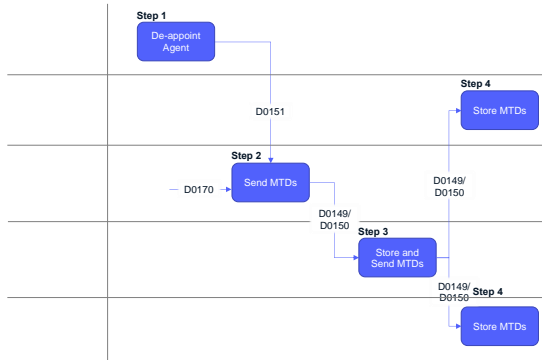 Step 1
De-appoint
Agent
Step 4
Store MTDs
D0151
Step 2
Send MTDs
D0170
D0149/
D0150
D0149/
D0150
Step 3
Store and
Send MTDs
D0149/
D0150
Step 4
Store MTDs